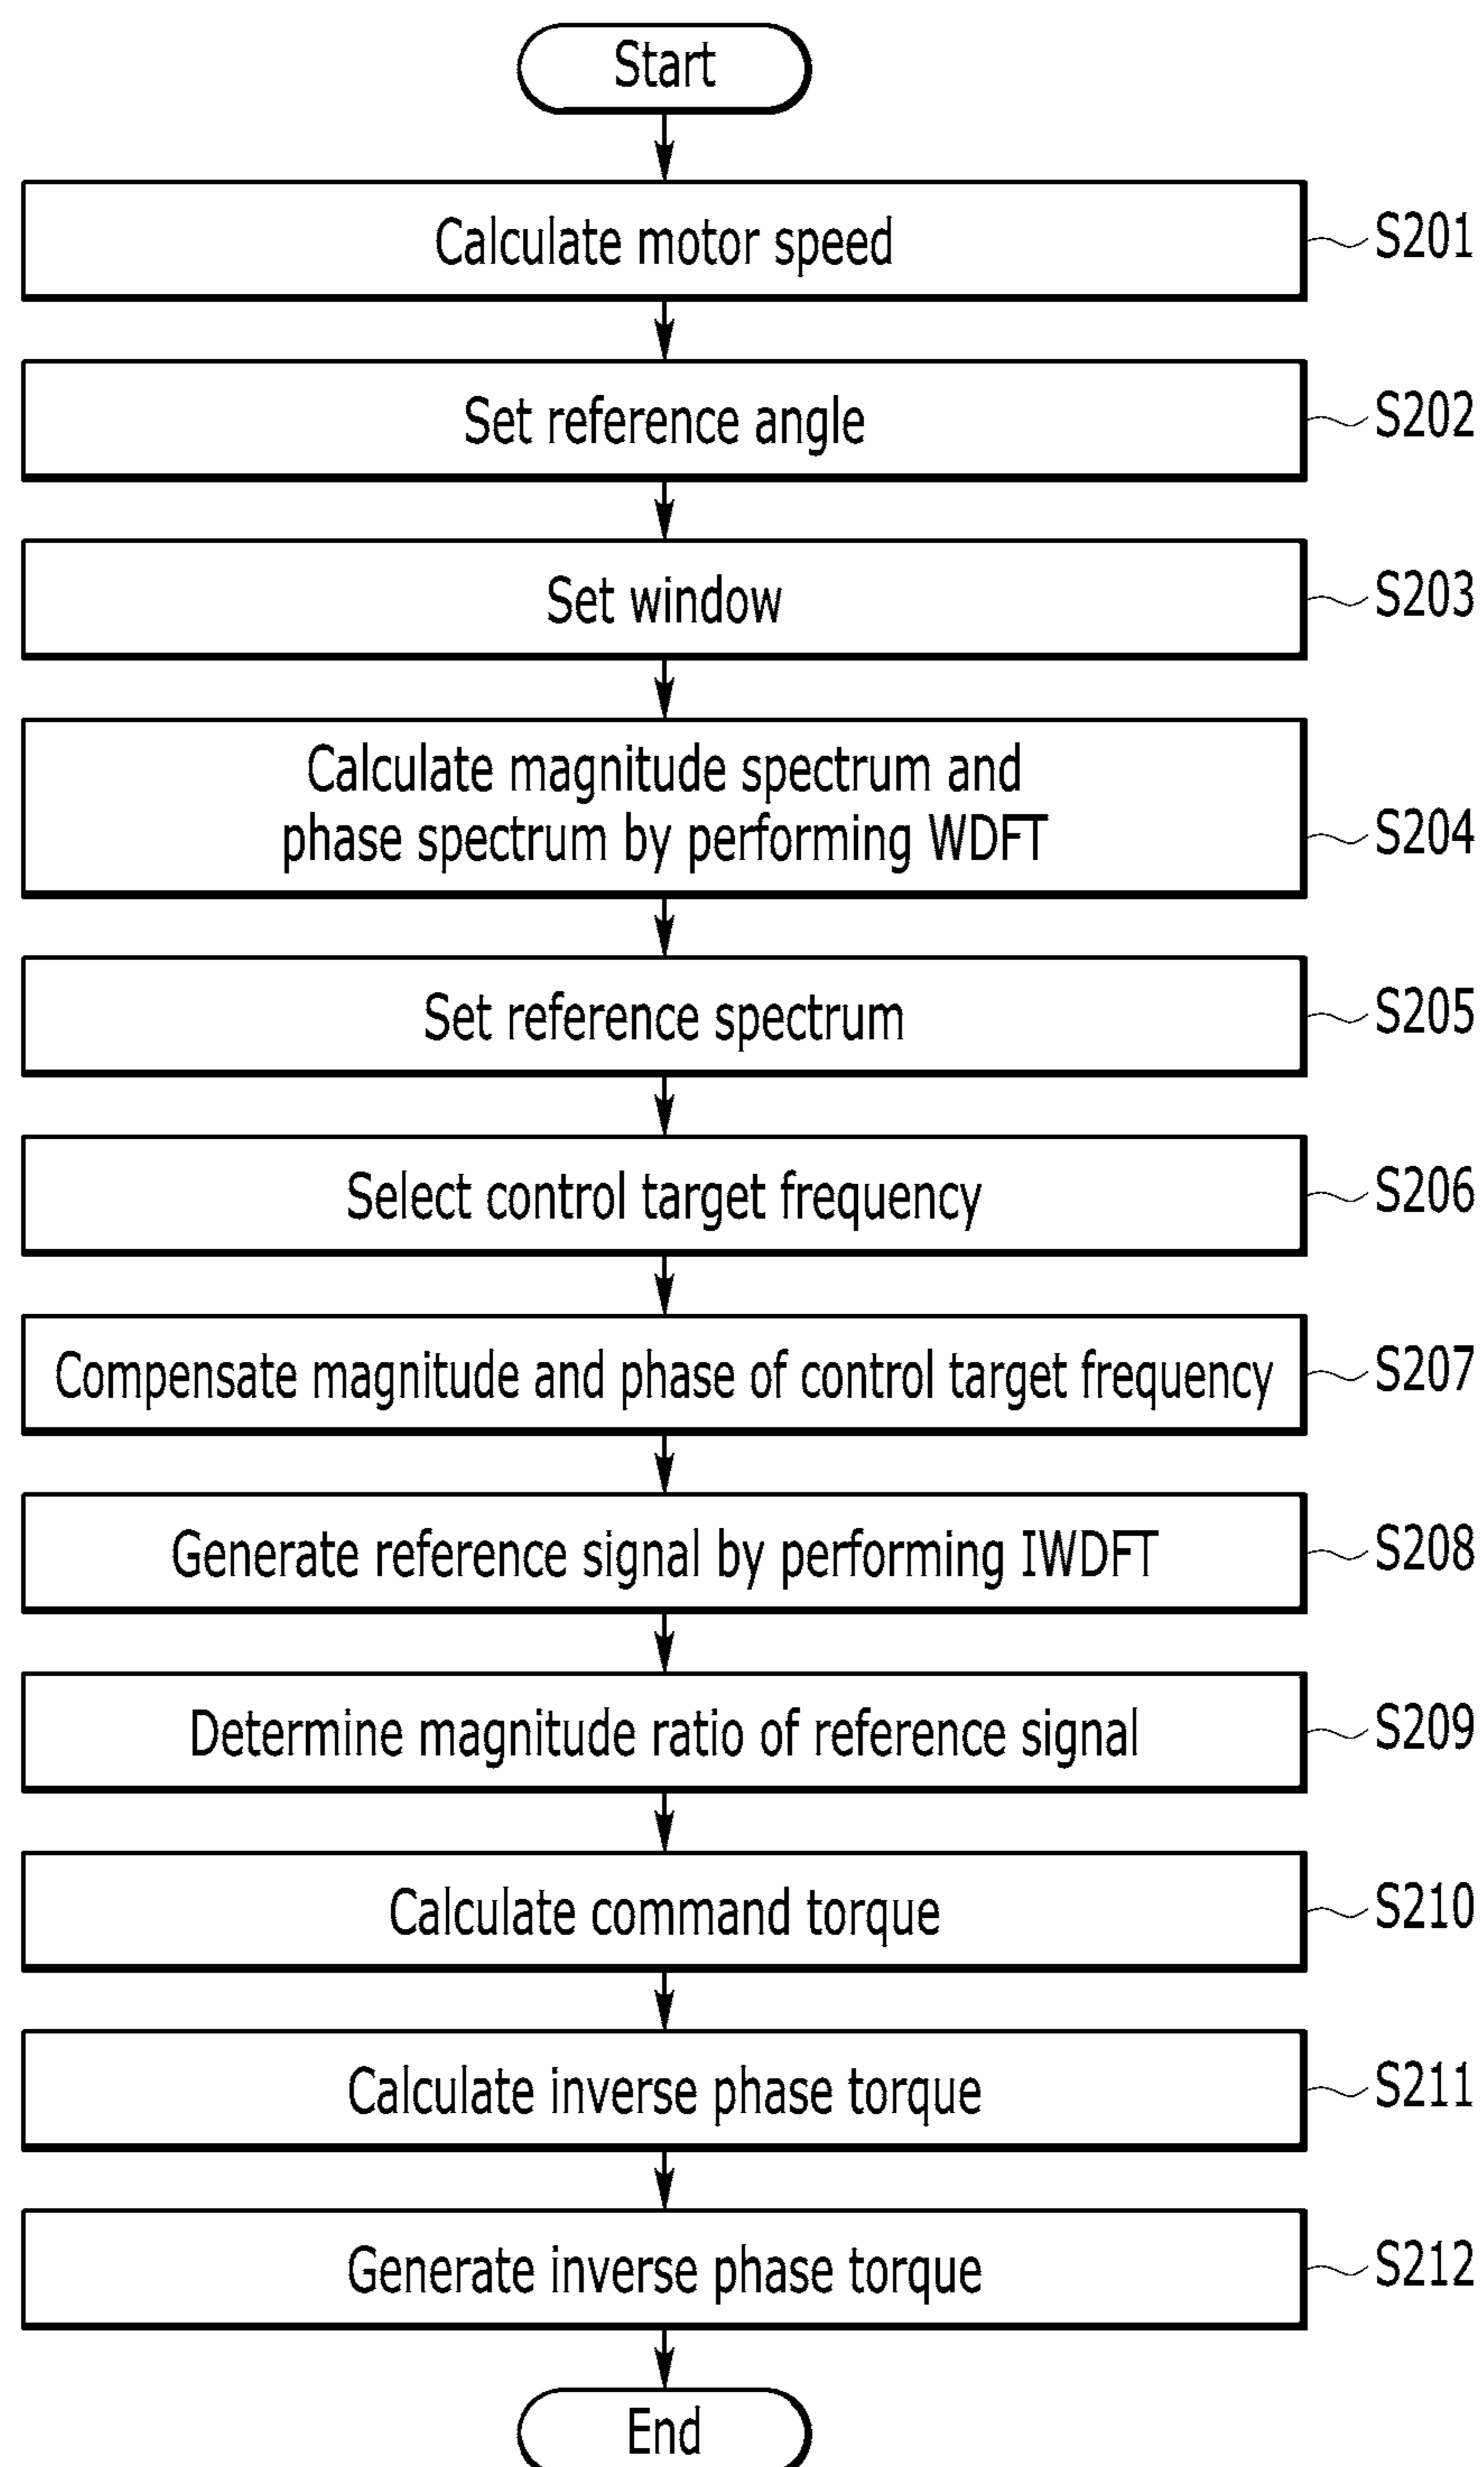 Start
Calculate motor speed
S201
Set reference angle
S202
Set window
S203
Calculate magnitude spectrum and
phase spectrum by performing WDFT
S204
Set reference spectrum
S205
Select control target frequency
S206
Compensate magnitude and phase of control target frequency
S207
Generate reference signal by performing IWDFT
S208
Determine magnitude ratio of reference signal
S209
Calculate command torque
S210
Calculate inverse phase torque
S211
Generate inverse phase torque
S212
End